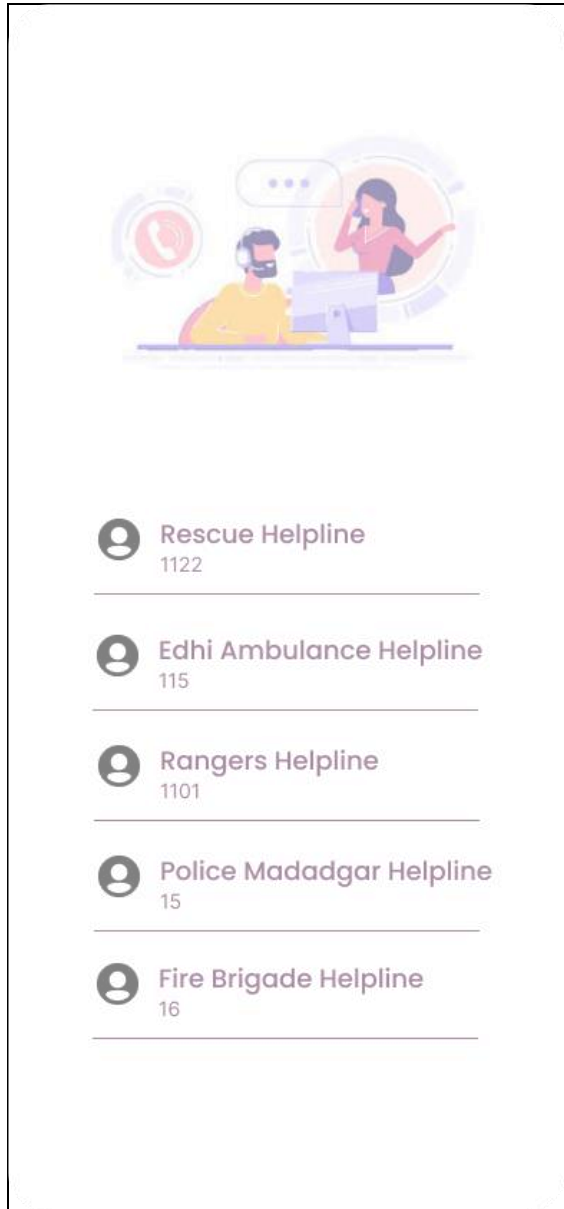 Rescue Helpline
1122
Edhi Ambulance Helpline
115
Rangers Helpline
1101
Police Madadgar Helpline
15
Fire Brigade Helpline
16